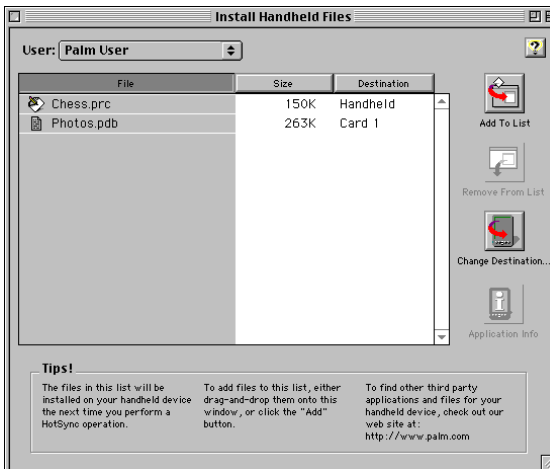 Install Handheld Files
User: Palm User
File Size Destination
Chess.prc 150K Handheld
Photos.pdb 263K Card 1
Add To List
Remove From List
Change Destination...
Application Info
Tips!
The files in this list will be
installed on your handheld device
the next time you perform a
HotSync operation.
To add files to this list, either
drag-and-drop them onto this
window, or click the "Add"
button.
To find other third party
applications and files for your
handheld device, check out our
web site at:
http://www.palm.com